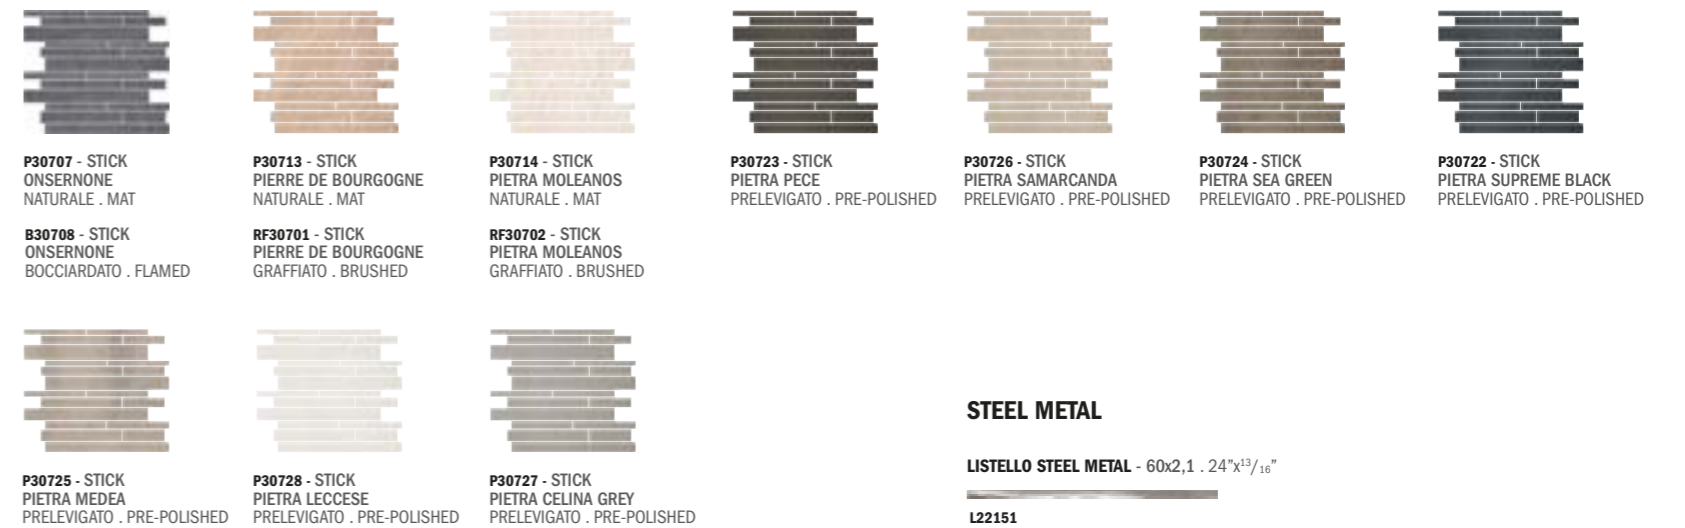 P30707 - STICK
ONSERNONE
NATURALE . MAT
B30708 - STICK
ONSERNONE
BOCCIARDATO . FLAMED
P30713 - STICK
PIERRE DE BOURGOGNE
NATURALE . MAT
RF30701 - STICK
PIERRE DE BOURGOGNE
GRAFFIATO . BRUSHED
P30714 - STICK
PIETRA MOLEANOS
NATURALE . MAT
RF30702 - STICK
PIETRA MOLEANOS
GRAFFIATO . BRUSHED
P30723 - STICK
PIETRA PECE
PRELEVIGATO . PRE-POLISHED
P30726 - STICK
PIETRA SAMARCANDA
PRELEVIGATO . PRE-POLISHED
P30724 - STICK
PIETRA SEA GREEN
PRELEVIGATO . PRE-POLISHED
P30722 - STICK
PIETRA SUPREME BLACK
PRELEVIGATO . PRE-POLISHED
P30725 - STICK
PIETRA MEDEA
PRELEVIGATO . PRE-POLISHED
P30728 - STICK
PIETRA LECCESE
PRELEVIGATO . PRE-POLISHED
P30727 - STICK
PIETRA CELINA GREY
PRELEVIGATO . PRE-POLISHED
STEEL METAL
LISTELLO STEEL METAL - 60x2,1 . 24"x13/16"
L22151